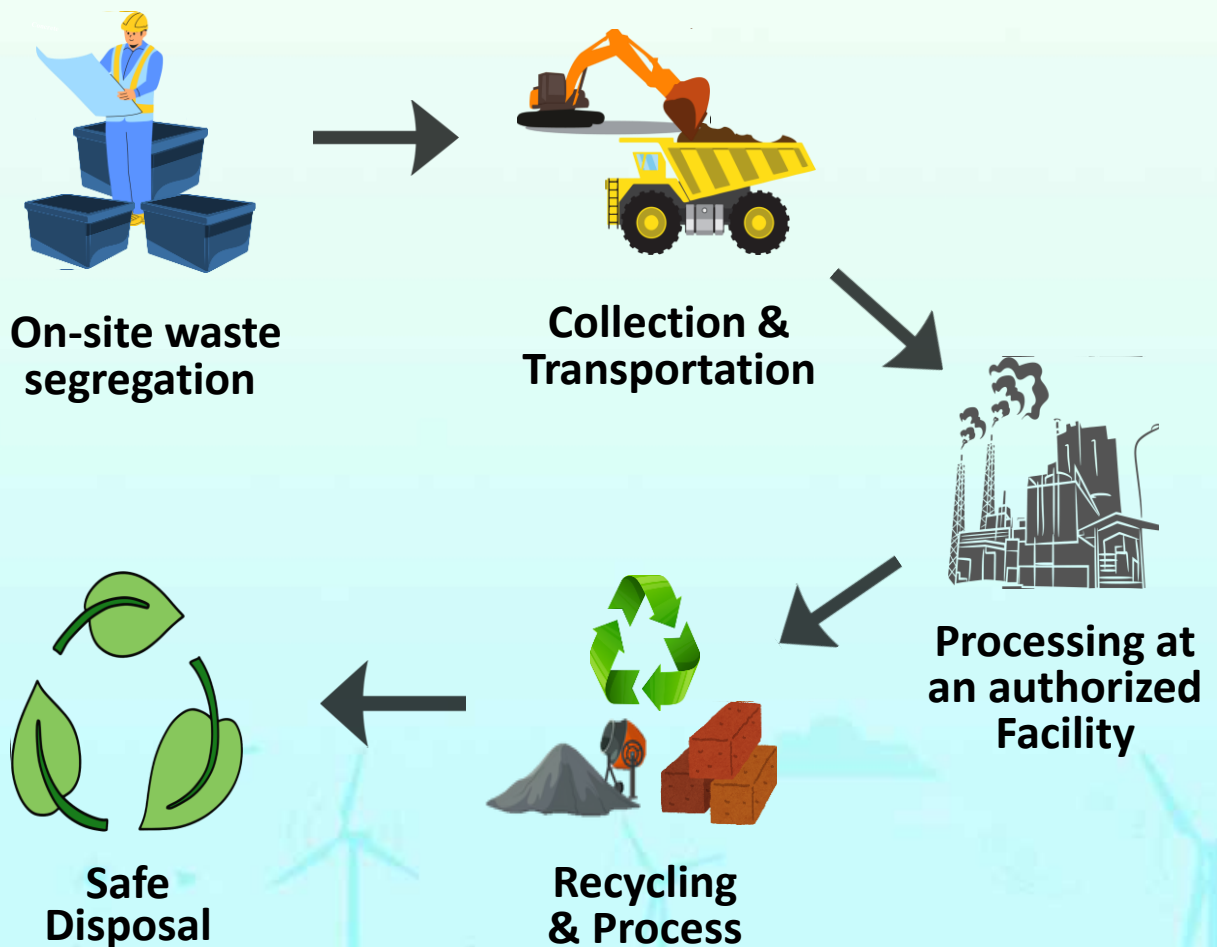 On-site waste
segregation
Collection &
Transportation
Processing at
an authorized
Facility
Recycling
& Process
Safe
Disposal